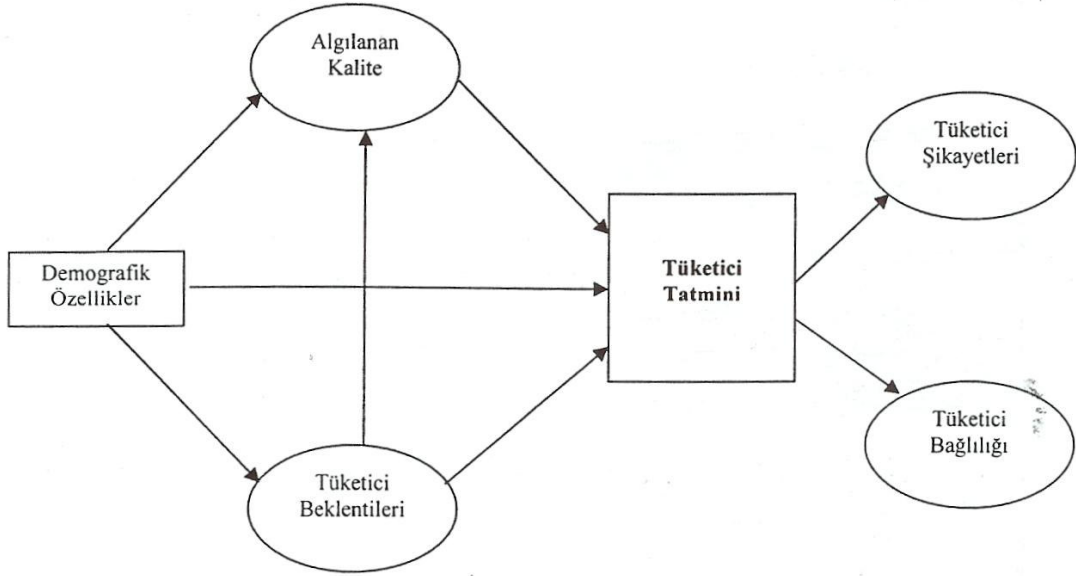 Algılanan
Kalite
Tüketici
Şikayetleri
Demografik
Özellikler
Tüketici
Tatmini
Tüketici
Bağlılığı
Tüketici
Beklentileri